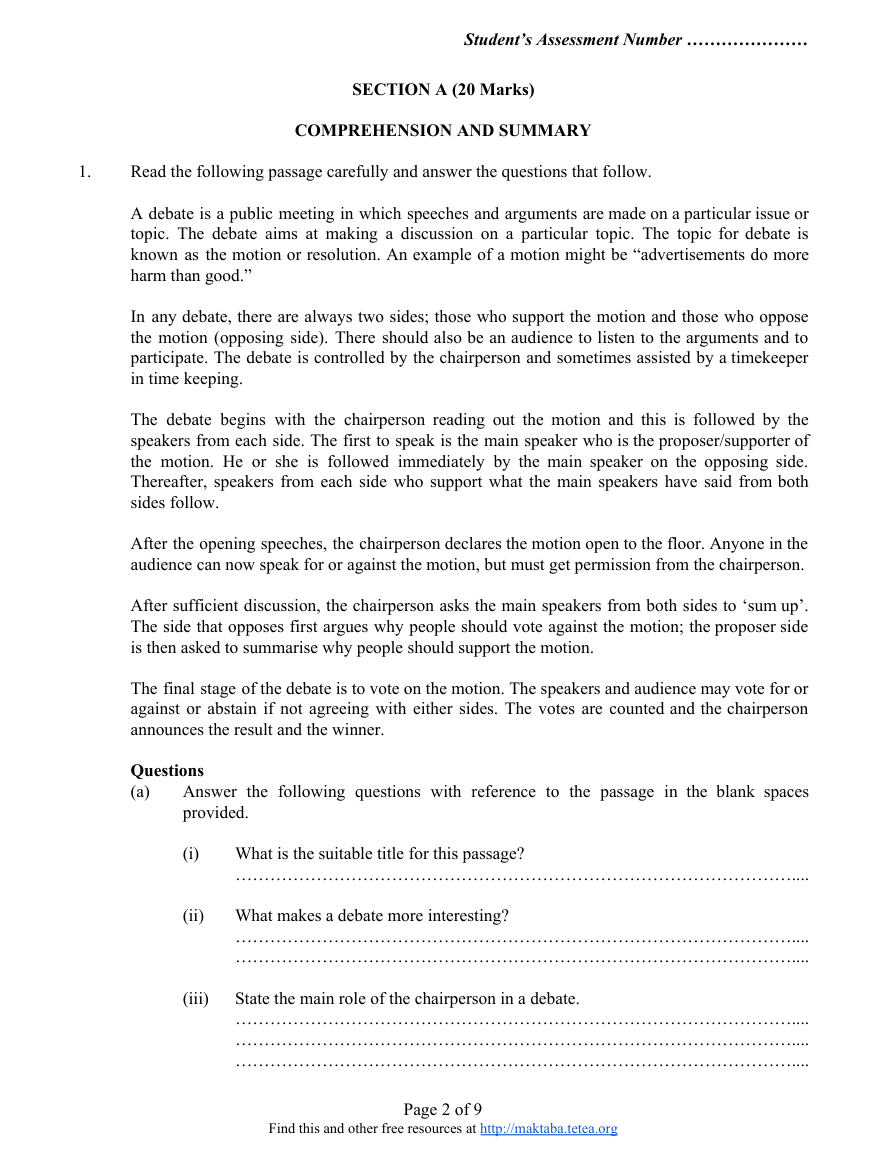 Student’s Assessment Number …………………
SECTION A (20 Marks)
COMPREHENSION AND SUMMARY
1. Read the following passage carefully and answer the questions that follow.
A debate is a public meeting in which speeches and arguments are made on a particular issue or
topic. The debate aims at making a discussion on a particular topic. The topic for debate is
known as the motion or resolution. An example of a motion might be “advertisements do more
harm than good.”
In any debate, there are always two sides; those who support the motion and those who oppose
the motion (opposing side). There should also be an audience to listen to the arguments and to
participate. The debate is controlled by the chairperson and sometimes assisted by a timekeeper
in time keeping.
The debate begins with the chairperson reading out the motion and this is followed by the
speakers from each side. The first to speak is the main speaker who is the proposer/supporter of
the motion. He or she is followed immediately by the main speaker on the opposing side.
Thereafter, speakers from each side who support what the main speakers have said from both
sides follow.
After the opening speeches, the chairperson declares the motion open to the floor. Anyone in the
audience can now speak for or against the motion, but must get permission from the chairperson.
After sufficient discussion, the chairperson asks the main speakers from both sides to ‘sum up’.
The side that opposes first argues why people should vote against the motion; the proposer side
is then asked to summarise why people should support the motion.
The final stage of the debate is to vote on the motion. The speakers and audience may vote for or
against or abstain if not agreeing with either sides. The votes are counted and the chairperson
announces the result and the winner.
Questions
(a) Answer the following questions with reference to the passage in the blank spaces
provided.
(i) What is the suitable title for this passage?
……………………………………………………………………………………....
(ii) What makes a debate more interesting?
……………………………………………………………………………………....
……………………………………………………………………………………....
(iii) State the main role of the chairperson in a debate.
……………………………………………………………………………………....
……………………………………………………………………………………....
……………………………………………………………………………………....
Page 2 of 9
Find this and other free resources at http://maktaba.tetea.org